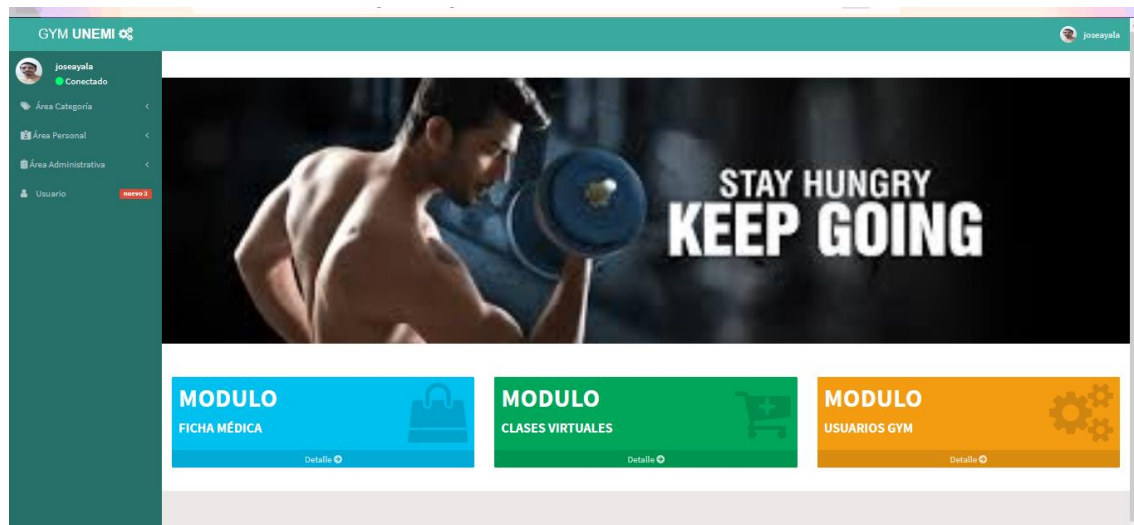 GYM UNEMI
joseayala
joseayala
Conectado
Área Categoría
Área Personal
Área Administrativa
Usuario nuevo 3
STAY HUNGRY
KEEP GOING
MODULO
FICHA MÉDICA
Detalle
MODULO
CLASES VIRTUALES
Detalle
MODULO
USUARIOS GYM
Detalle